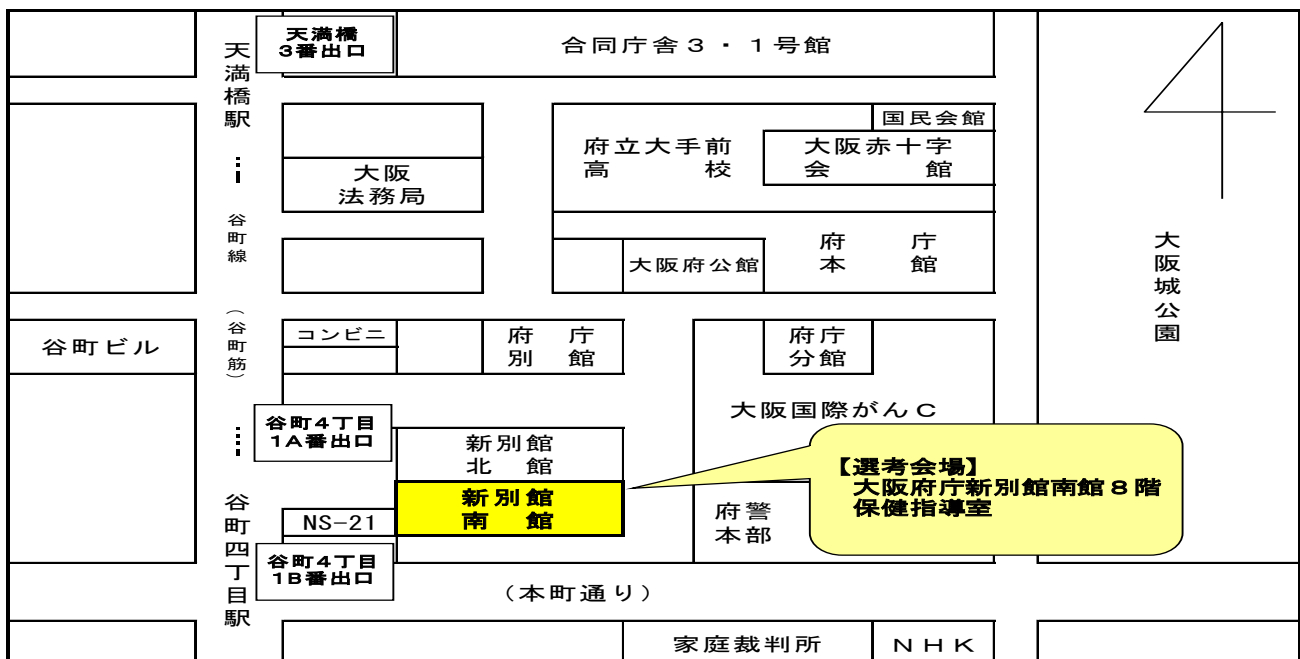 天満橋
3番出口
合同庁舎３・１号館
天満橋駅
国民会館
府立大手前
高校
大阪赤十字
会館
大阪
法務局
谷町線
（谷町筋）
大阪府公館
府庁
本館
大阪城公園
谷町ビル
コンビニ
府庁
別館
府庁
分館
大阪国際がんC
谷町4丁目
1A番出口
新別館
北館
【選考会場】
大阪府庁新別館南館８階
保健指導室
新別館
南館
NS-21
府警
本部
谷町四丁目駅
谷町4丁目
1B番出口
（本町通り）
家庭裁判所
ＮＨＫ